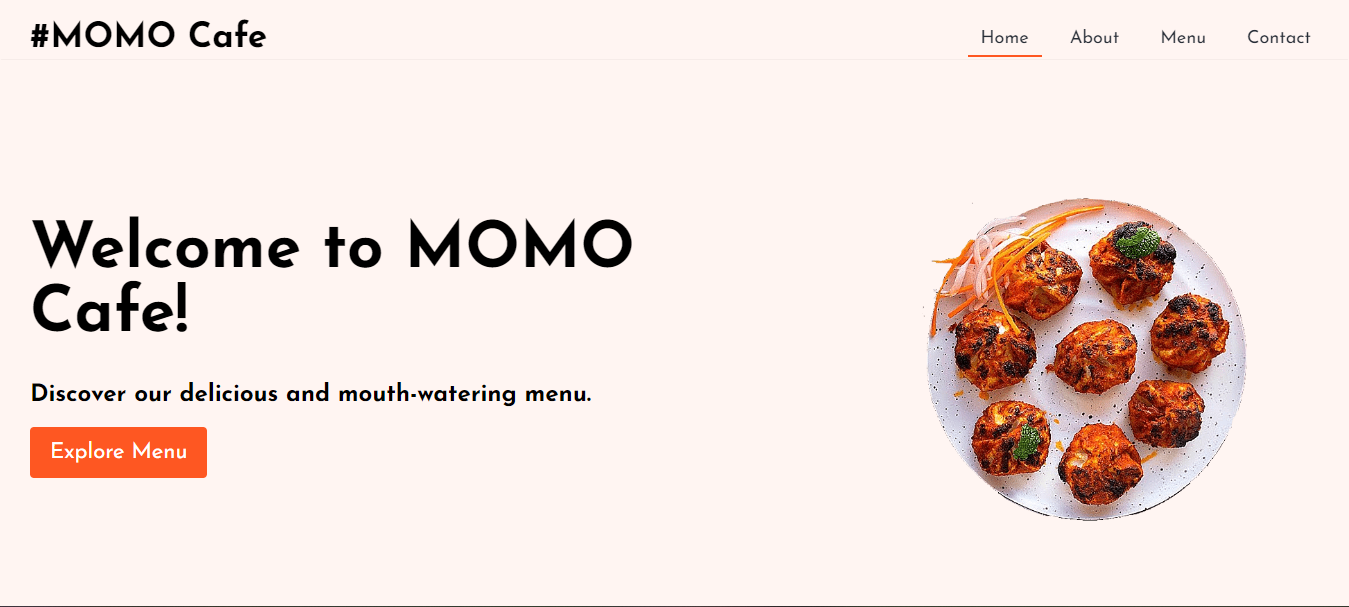 #MOMO Cafe
Home About Menu Contact
Welcome to MOMO
Cafe!
Discover our delicious and mouth-watering menu.
Explore Menu